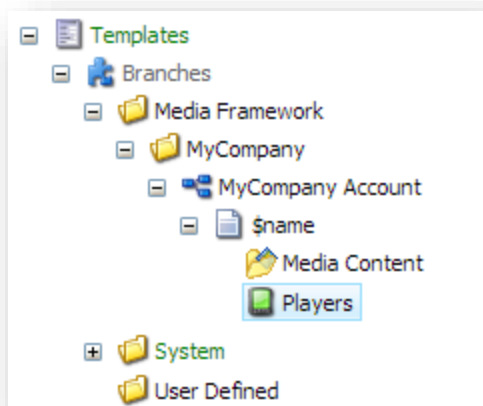 Templates
Branches
Media Framework
MyCompany
MyCompany Account
$name
Media Content
Players
System
User Defined